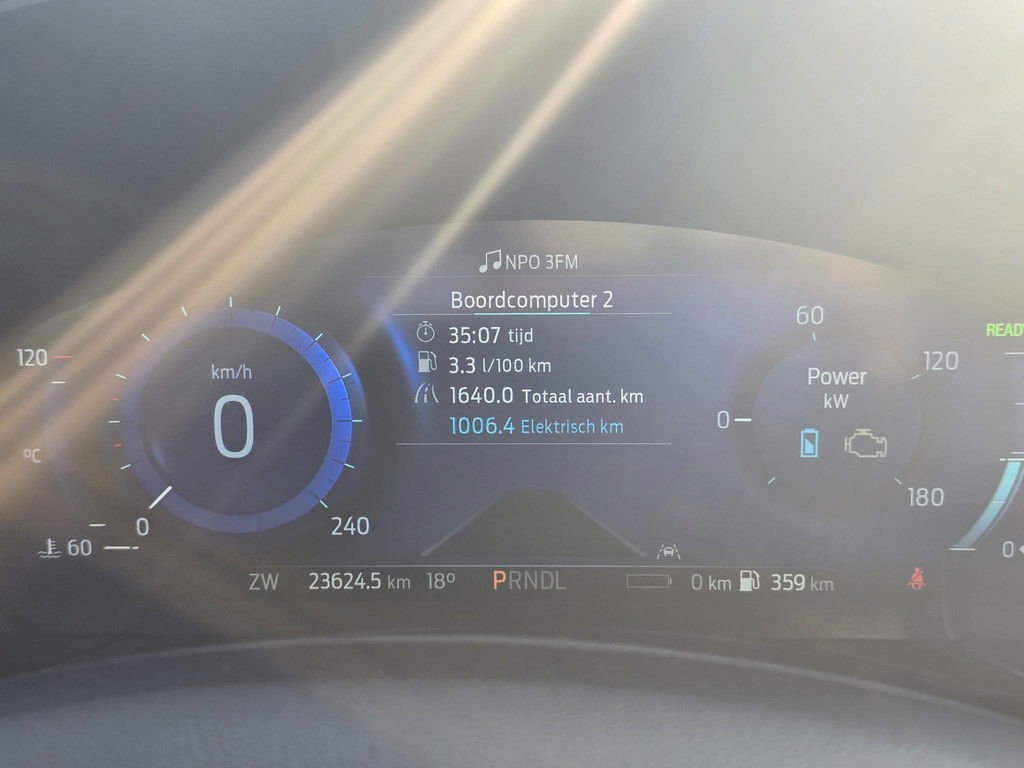 NPO 3FM
Boordcomputer 2
35:07 tijd
3.3 l/100 km
1640.0 Totaal aant. km
1006.4 Elektrisch km
120
ºC
60
km/h
0
0
240
60
0
120
180
Power
kW
READY
0
ZW 23624.5 km 18º PRNDL 0 km 359 km